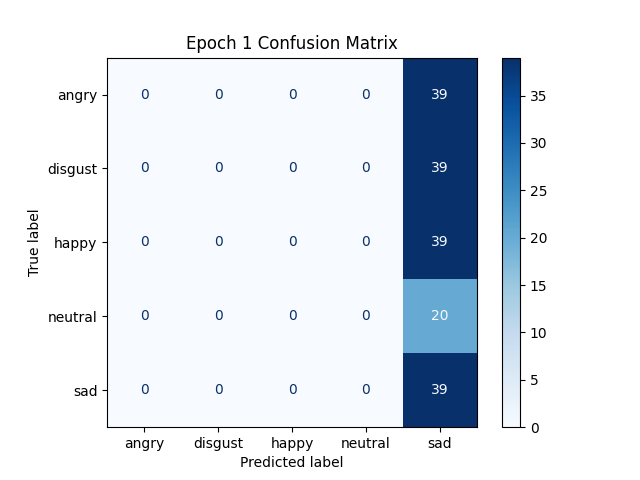 Epoch 1 Confusion Matrix
True label
angry 0 0 0 0 39
disgust 0 0 0 0 39
happy 0 0 0 0 39
neutral 0 0 0 0 20
sad 0 0 0 0 39
angry disgust happy neutral sad
Predicted label
35
30
25
20
15
10
5
0